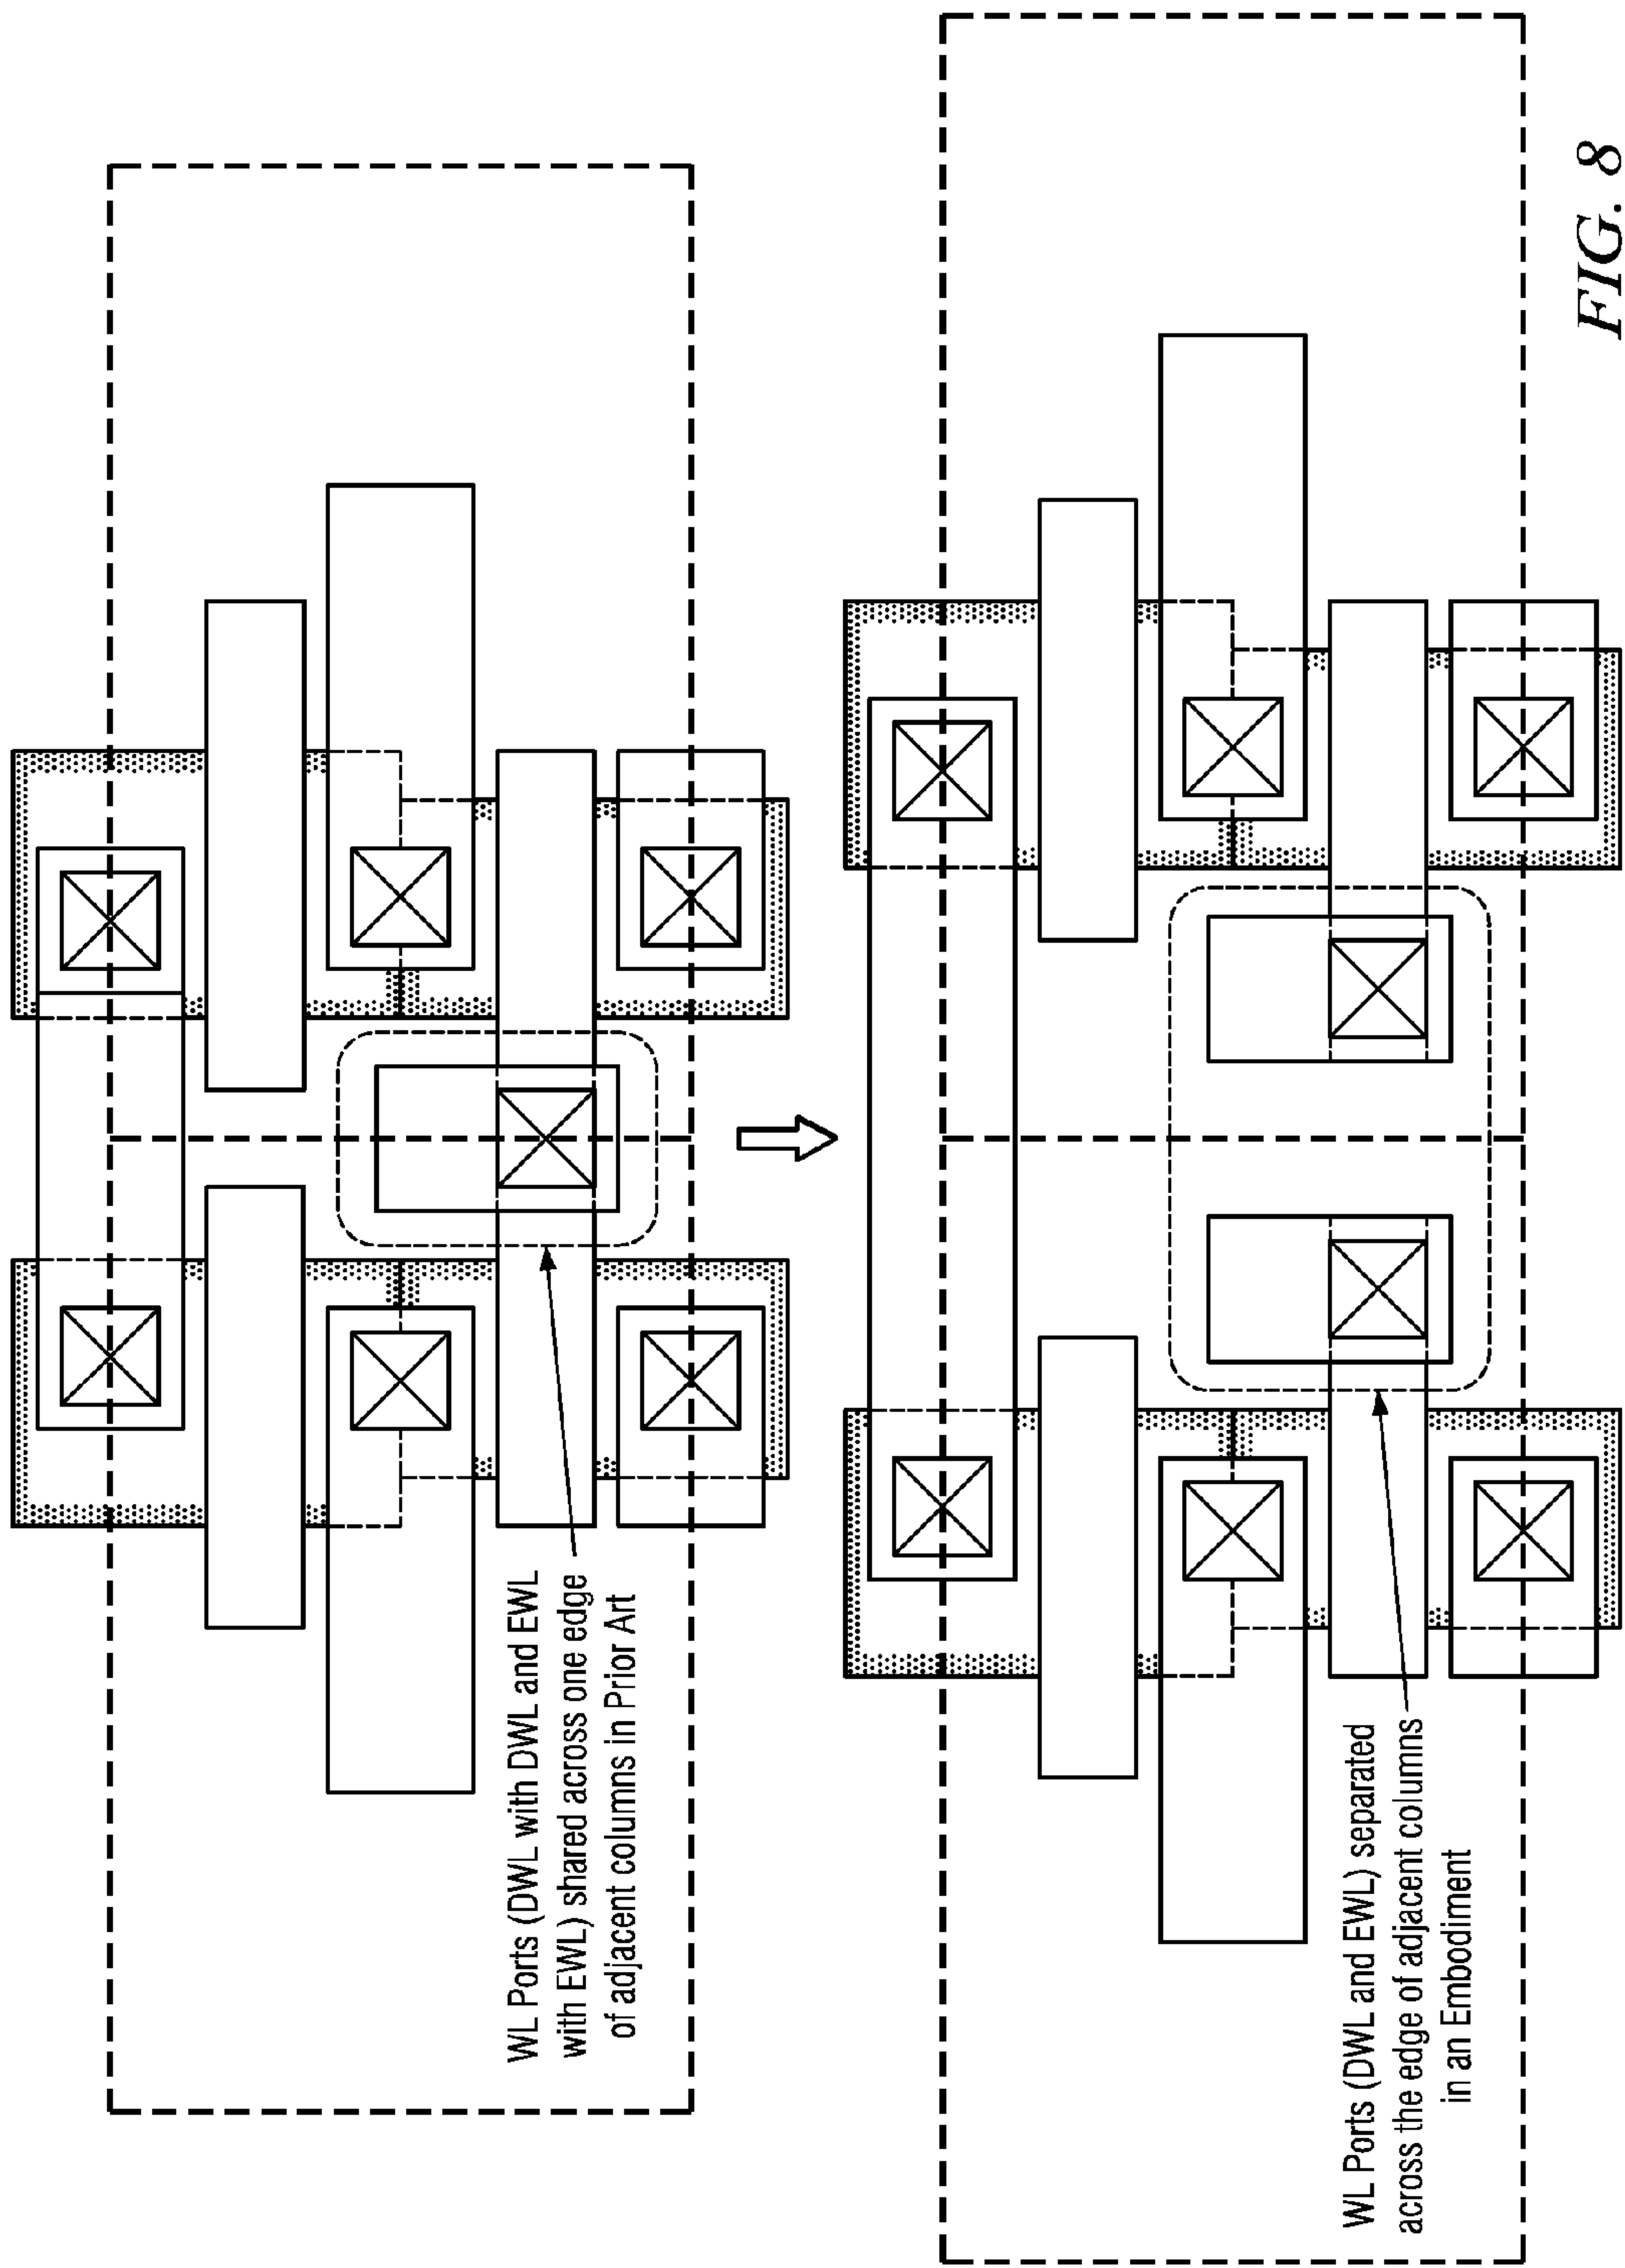 WL Ports (DWL with DWL and EWL
with EWL) shared across one edge
of adjacent columns in Prior Art
WL Ports (DWL and EWL) separated
across the edge of adjacent columns
in an Embodiment
FIG. 8